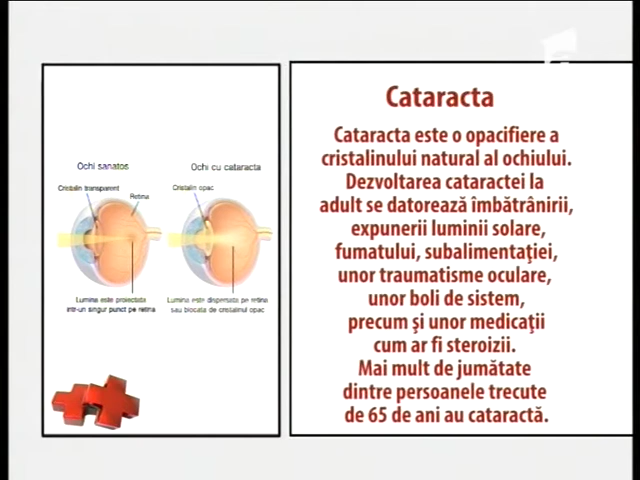 Ochi sanatos
Ochi cu cataracta
Cristalin transparent
Retina
Cristalin opac
Lumina este proiectata
intr-un singur punct pe retina
Lumina este dispersata pe retina
sau blocata de cristalinul opac
Cataracta
Cataracta este o opacifiere a
cristalinului natural al ochiului.
Dezvoltarea cataractei la
adult se datorează îmbătrânirii,
expunerii luminii solare,
fumatului, subalimentaţiei,
unor traumatisme oculare,
unor boli de sistem,
precum şi unor medicaţii
cum ar fi steroizii.
Mai mult de jumătate
dintre persoanele trecute
de 65 de ani au cataractă.